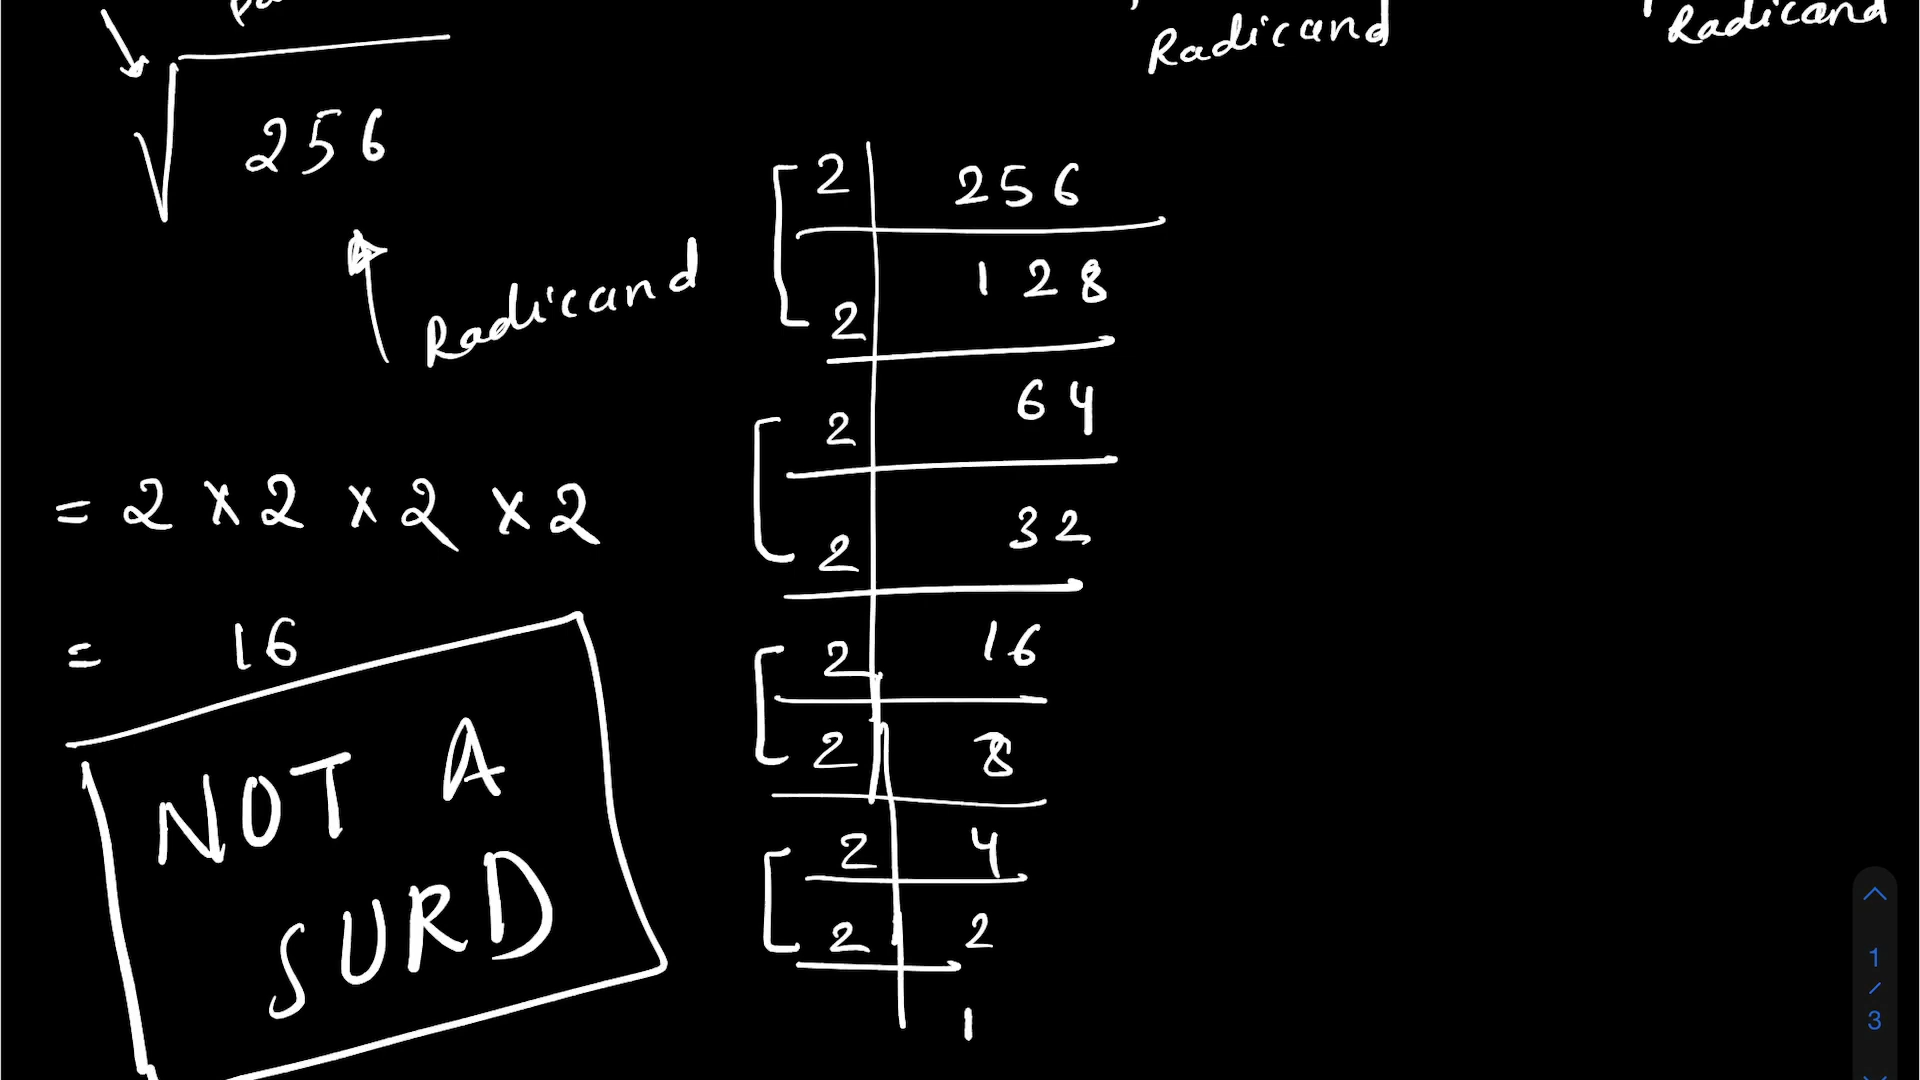 Radicand
Radicand
√256
Radicand
= 2 × 2 × 2 × 2
= 16
NOT A
SURD
2 256
2 128
2 64
2 32
2 16
2 8
2 4
2 2
1
1
/
3